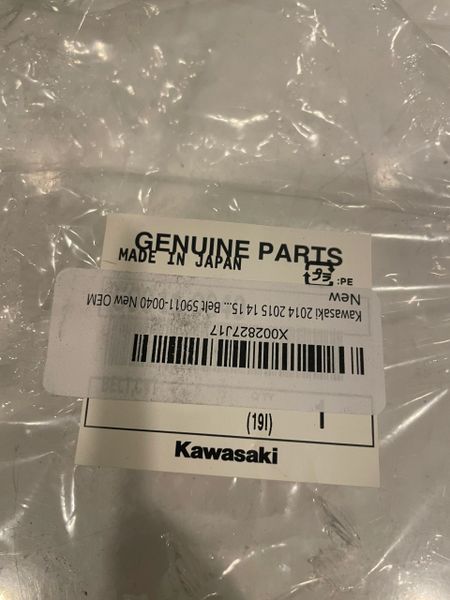 GENUINE PARTS
MADE IN JAPAN
:PE
Kawasaki 2014 2015 14 15... Belt 59011-0040 New OEM
New
X002827J17
1
(19I)
Kawasaki